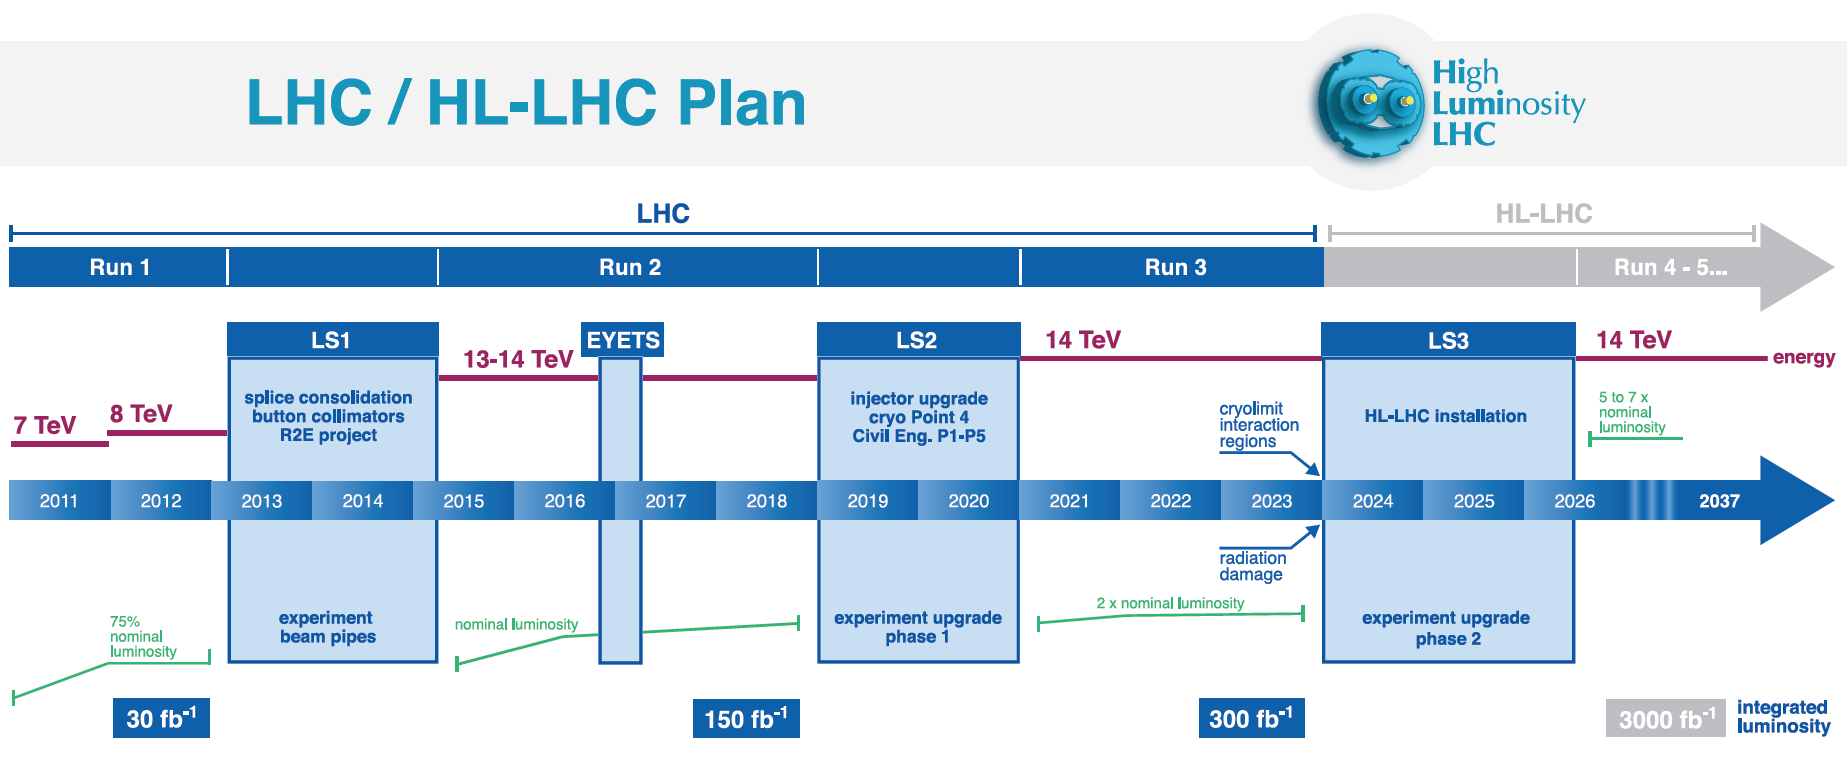 LHC / HL-LHC Plan
High
Luminosity
LHC
LHC
HL-LHC
Run 1
Run 2
Run 3
Run 4 - 5...
LS1
EYETS
LS2
LS3
7 TeV
8 TeV
13-14 TeV
14 TeV
14 TeV
energy
splice consolidation
button collimators
R2E project
injector upgrade
cryo Point 4
Civil Eng. P1-P5
cryolimit
interaction
regions
HL-LHC installation
5 to 7 x
nominal
luminosity
2011
2012
2013
2014
2015
2016
2017
2018
2019
2020
2021
2022
2023
2024
2025
2026
2037
radiation
damage
75%
nominal
luminosity
experiment
beam pipes
nominal luminosity
experiment upgrade
phase 1
2 x nominal luminosity
experiment upgrade
phase 2
30 fb⁻¹
150 fb⁻¹
300 fb⁻¹
3000 fb⁻¹
integrated
luminosity